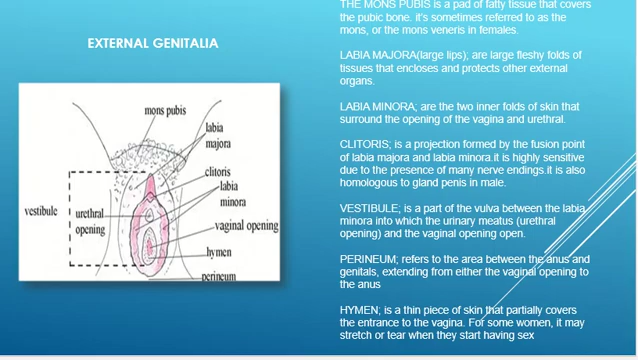 EXTERNAL GENITALIA
mons pubis
labia
majora
clitoris
labia
minora
vestibule
urethral
opening
vaginal opening
hymen
perineum
THE MONS PUBIS is a pad of fatty tissue that covers
the pubic bone. it's sometimes referred to as the
mons, or the mons veneris in females.
LABIA MAJORA(large lips); are large fleshy folds of
tissues that encloses and protects other external
organs.
LABIA MINORA; are the two inner folds of skin that
surround the opening of the vagina and urethral.
CLITORIS; is a projection formed by the fusion point
of labia majora and labia minora.it is highly sensitive
due to the presence of many nerve endings.it is also
homologous to gland penis in male.
VESTIBULE; is a part of the vulva between the labia
minora into which the urinary meatus (urethral
opening) and the vaginal opening open.
PERINEUM; refers to the area between the anus and
genitals, extending from either the vaginal opening to
the anus
HYMEN; is a thin piece of skin that partially covers
the entrance to the vagina. For some women, it may
stretch or tear when they start having sex